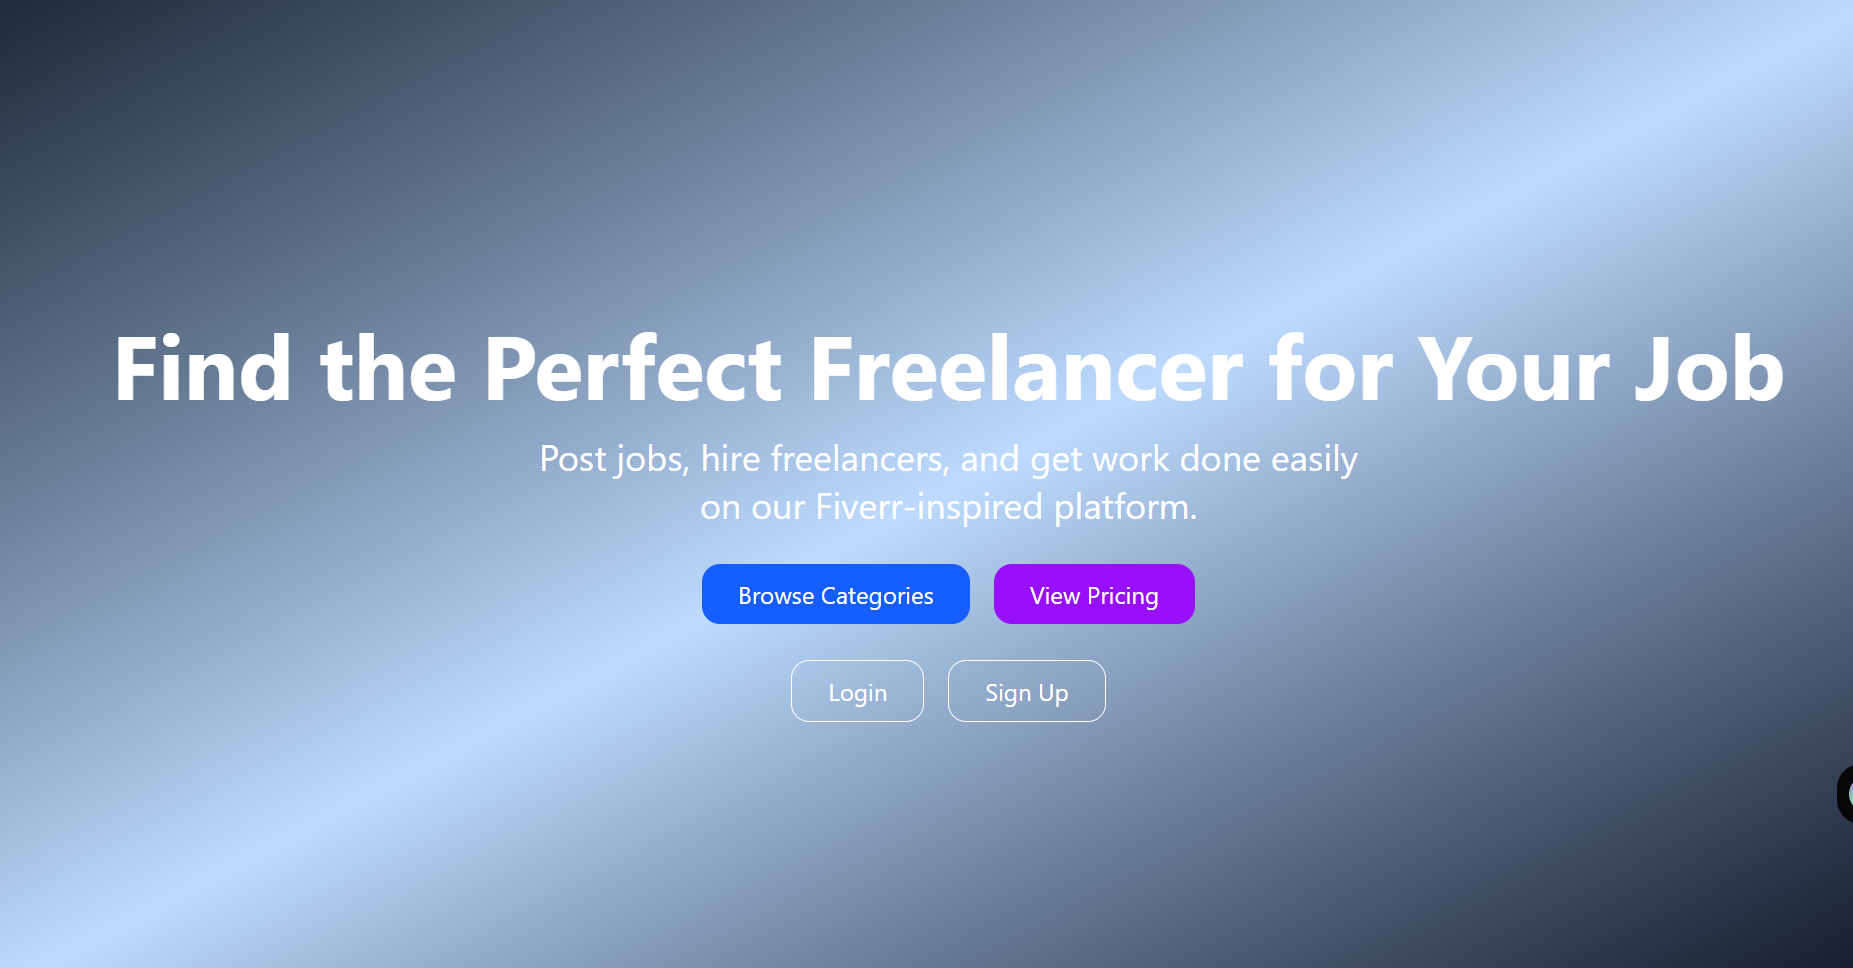 Find the Perfect Freelancer for Your Job
Post jobs, hire freelancers, and get work done easily
on our Fiverr-inspired platform.
Browse Categories
View Pricing
Login
Sign Up